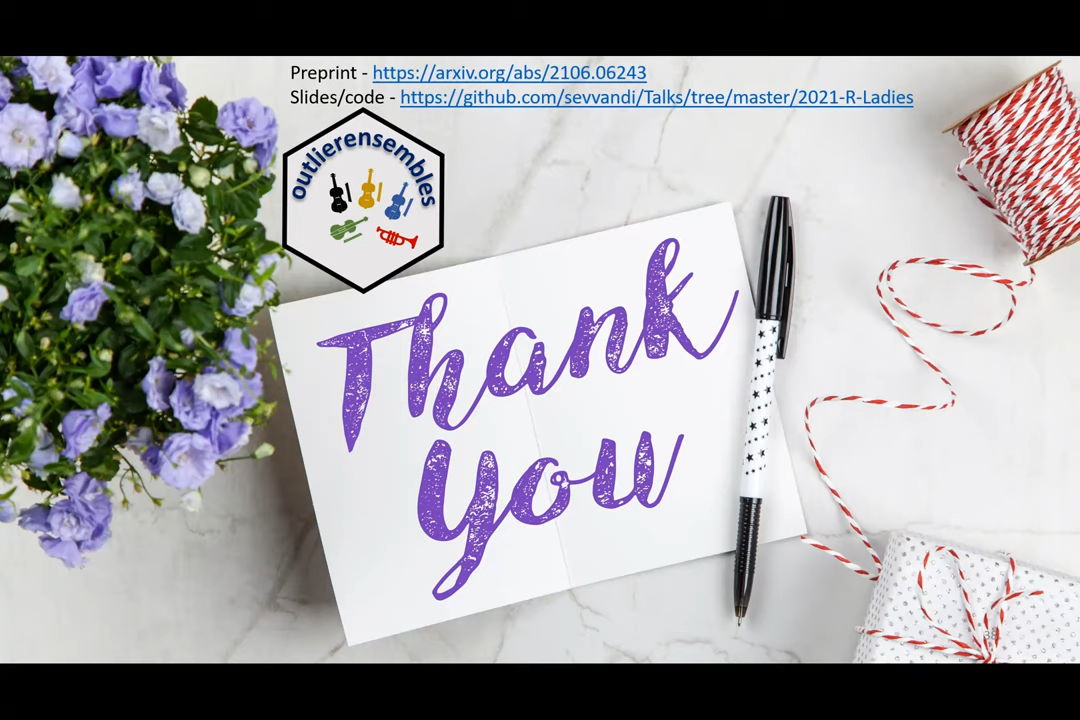 Preprint - https://arxiv.org/abs/2106.06243
Slides/code - https://github.com/sevvandi/Talks/tree/master/2021-R-Ladies
outlierensembles
Thank
you
38